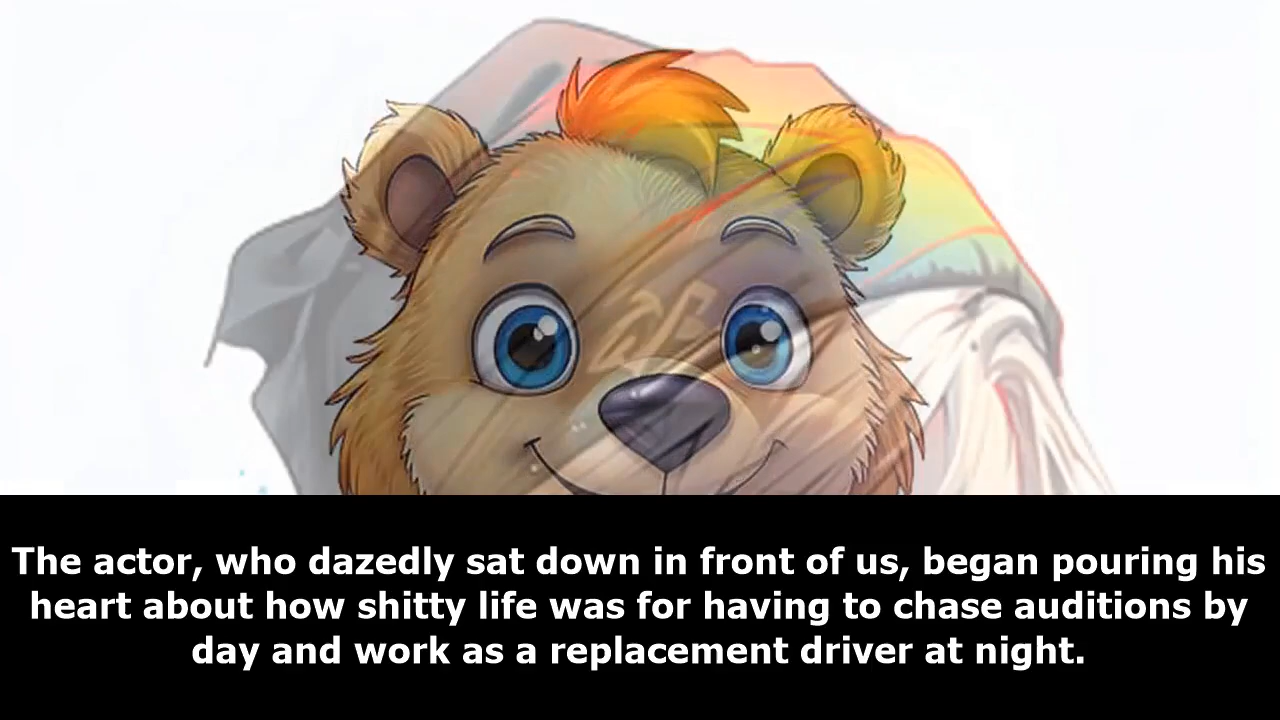 The actor, who dazedly sat down in front of us, began pouring his
heart about how shitty life was for having to chase auditions by
day and work as a replacement driver at night.